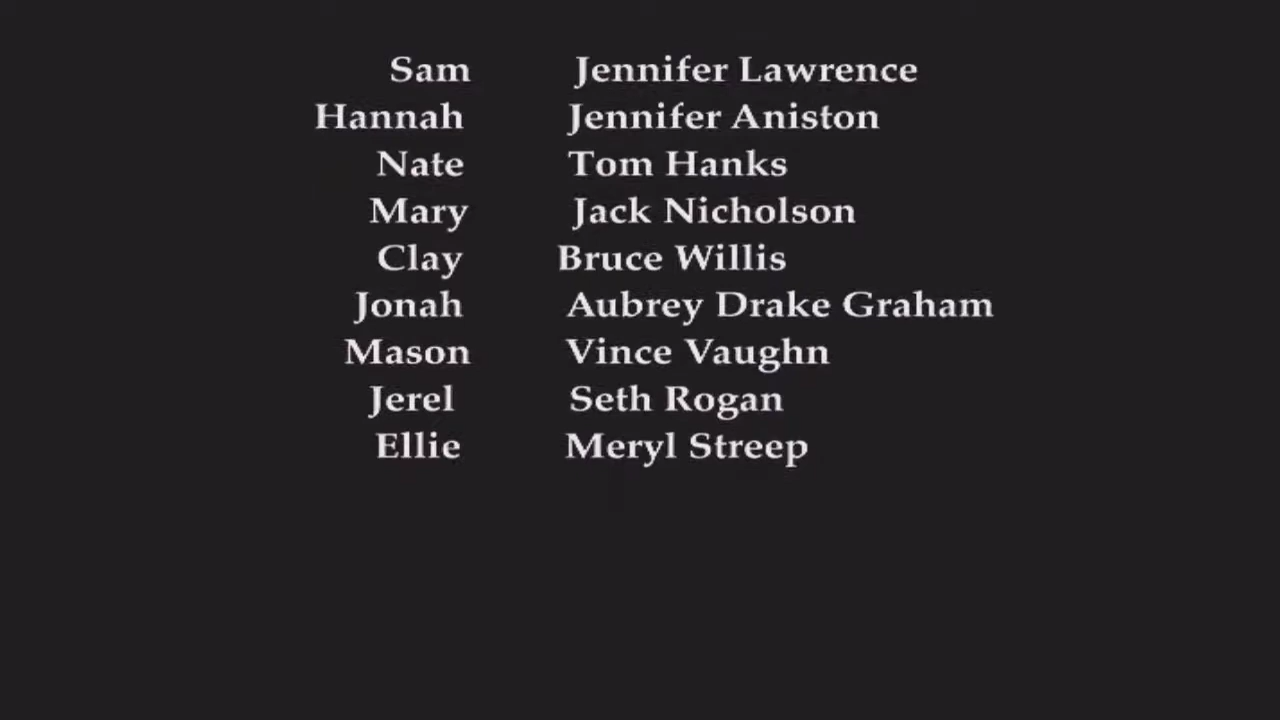 Sam Jennifer Lawrence
Hannah Jennifer Aniston
Nate Tom Hanks
Mary Jack Nicholson
Clay Bruce Willis
Jonah Aubrey Drake Graham
Mason Vince Vaughn
Jerel Seth Rogan
Ellie Meryl Streep